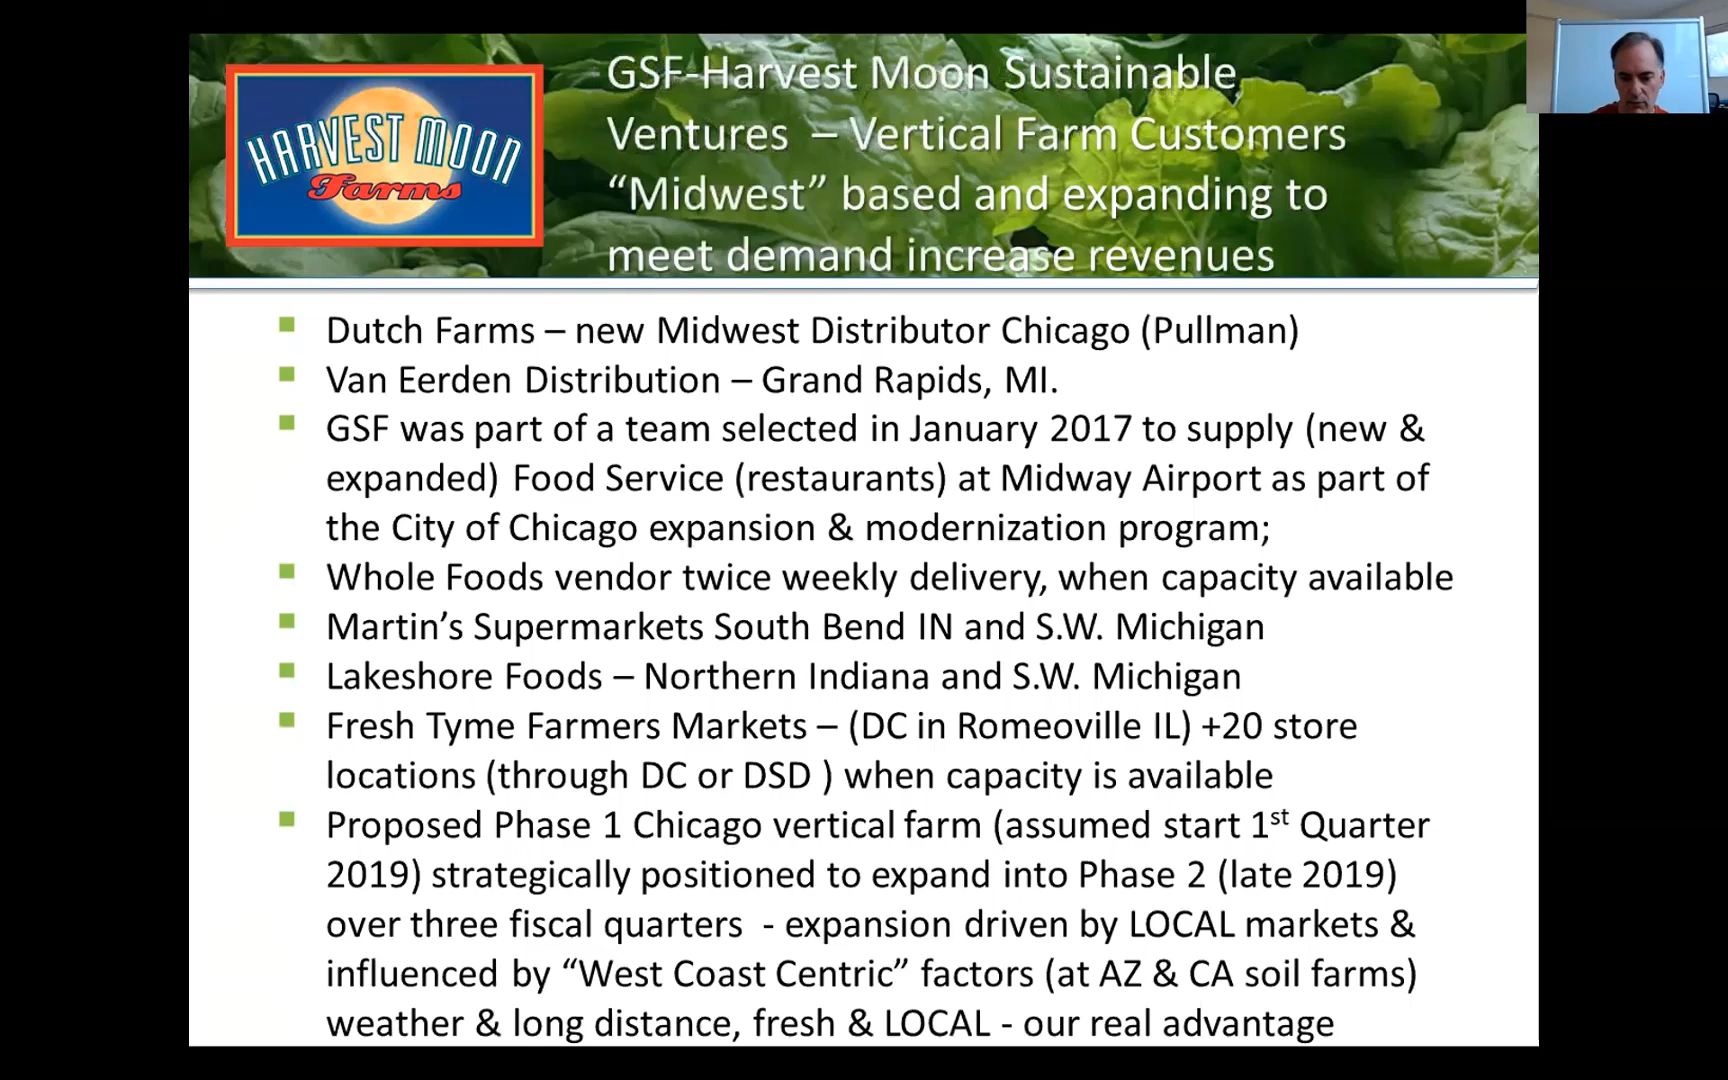 HARVEST MOON
Farms
GSF-Harvest Moon Sustainable
Ventures – Vertical Farm Customers
“Midwest” based and expanding to
meet demand increase revenues
Dutch Farms – new Midwest Distributor Chicago (Pullman)
Van Eerden Distribution – Grand Rapids, MI.
GSF was part of a team selected in January 2017 to supply (new &
expanded) Food Service (restaurants) at Midway Airport as part of
the City of Chicago expansion & modernization program;
Whole Foods vendor twice weekly delivery, when capacity available
Martin’s Supermarkets South Bend IN and S.W. Michigan
Lakeshore Foods – Northern Indiana and S.W. Michigan
Fresh Tyme Farmers Markets – (DC in Romeoville IL) +20 store
locations (through DC or DSD ) when capacity is available
Proposed Phase 1 Chicago vertical farm (assumed start 1st Quarter
2019) strategically positioned to expand into Phase 2 (late 2019)
over three fiscal quarters - expansion driven by LOCAL markets &
influenced by “West Coast Centric” factors (at AZ & CA soil farms)
weather & long distance, fresh & LOCAL - our real advantage